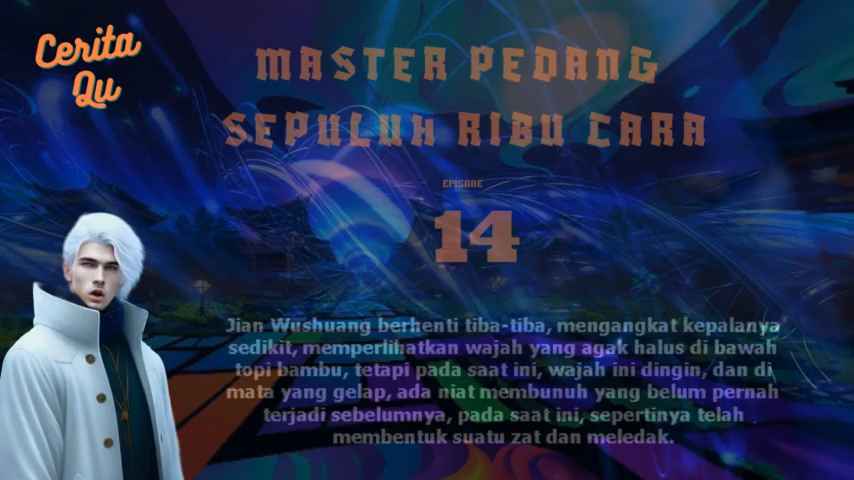 Cerita
Qu
MASTER PEDANG
SEPULUH RIBU CARA
EPISODE
14
Jian Wushuang berhenti tiba-tiba, mengangkat kepalanya
sedikit, memperlihatkan wajah yang agak halus di bawah
topi bambu, tetapi pada saat ini, wajah ini dingin, dan di
mata yang gelap, ada niat membunuh yang belum pernah
terjadi sebelumnya, pada saat ini, sepertinya telah
membentuk suatu zat dan meledak.